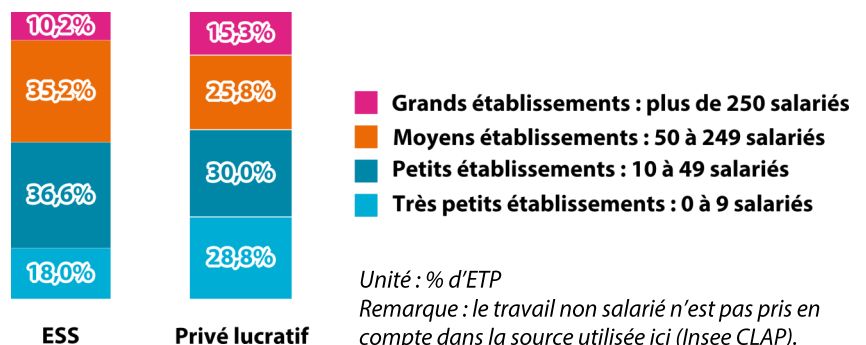 10,2%
35,2%
36,6%
18,0%
ESS
15,3%
25,8%
30,0%
28,8%
Privé lucratif
Grands établissements : plus de 250 salariés
Moyens établissements : 50 à 249 salariés
Petits établissements : 10 à 49 salariés
Très petits établissements : 0 à 9 salariés
Unité : % d’ETP
Remarque : le travail non salarié n’est pas pris en
compte dans la source utilisée ici (Insee CLAP).